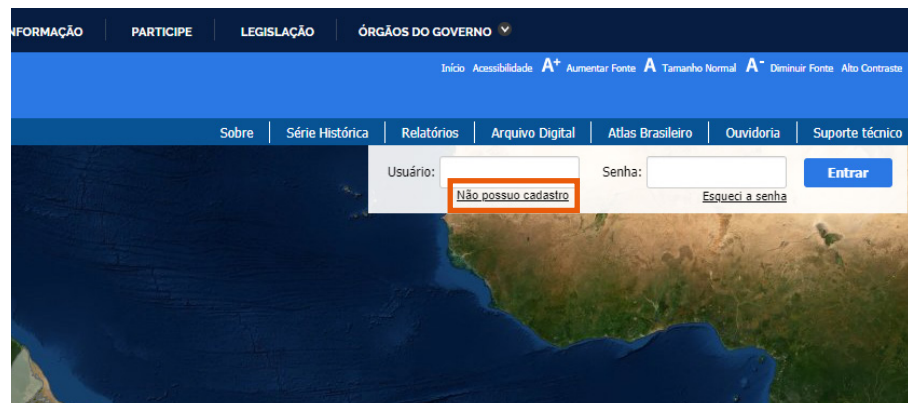 NFORMAÇÃO PARTICIPE LEGISLAÇÃO ÓRGÃOS DO GOVERNO
Início Acessibilidade A+ Aumentar Fonte A Tamanho Normal A- Diminuir Fonte Alto Contraste
Sobre Série Histórica Relatórios Arquivo Digital Atlas Brasileiro Ouvidoria Suporte técnico
Usuário: Senha: Entrar
Não possuo cadastro Esqueci a senha